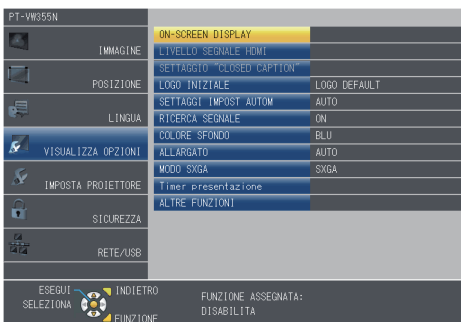 PT-VW355N
IMMAGINE
POSIZIONE
LINGUA
VISUALIZZA OPZIONI
IMPOSTA PROIETTORE
SICUREZZA
RETE/USB
ON-SCREEN DISPLAY
LIVELLO SEGNALE HDMI
SETTAGGIO "CLOSED CAPTION"
LOGO INIZIALE LOGO DEFAULT
SETTAGGI IMPOST AUTOM AUTO
RICERCA SEGNALE ON
COLORE SFONDO BLU
ALLARGATO AUTO
MODO SXGA SXGA
Timer presentazione
ALTRE FUNZIONI
ESEGUI INDIETRO
SELEZIONA
FUNZIONE
FUNZIONE ASSEGNATA:
DISABILITA